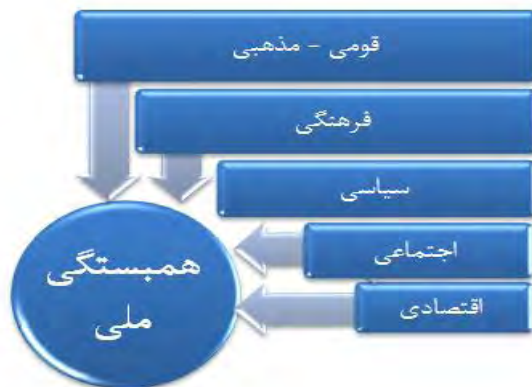 قومی - مذهبی
فرهنگی
سیاسی
اجتماعی
اقتصادی
همبستگی
ملی